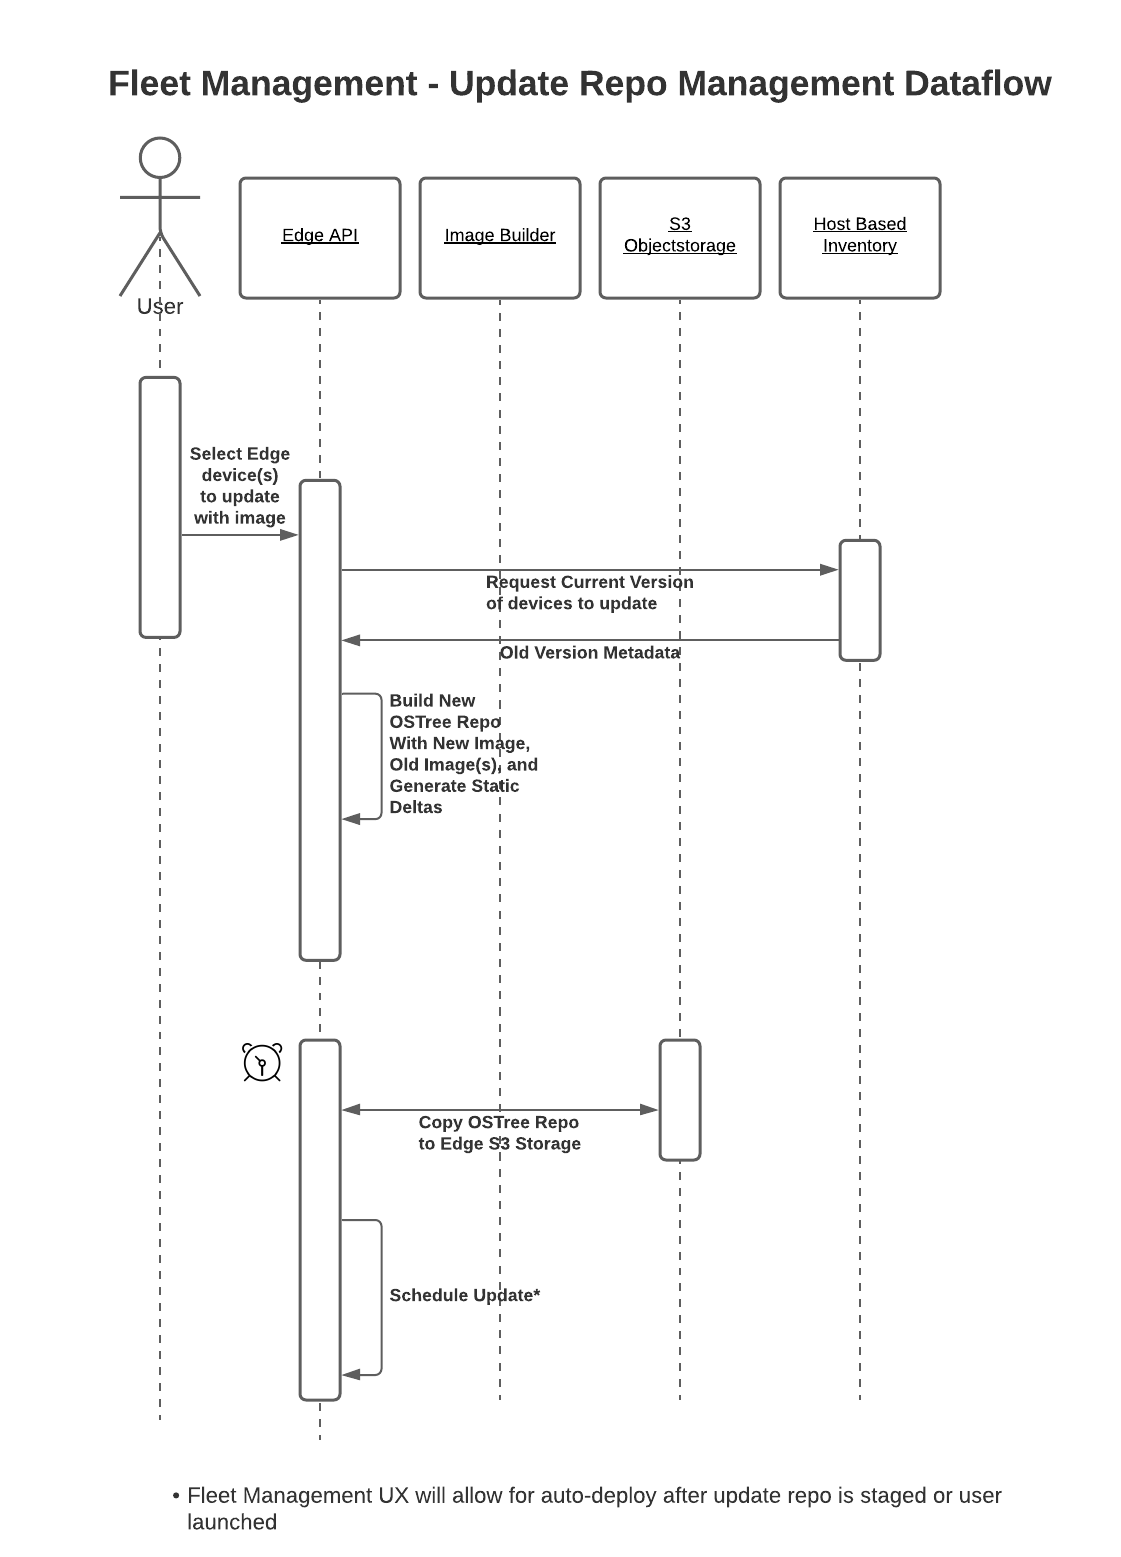 Fleet Management - Update Repo Management Dataflow
Edge API
Image Builder
S3
Objectstorage
Host Based
Inventory
User
Select Edge
device(s)
to update
with image
Request Current Version
of devices to update
Old Version Metadata
Build New
OSTree Repo
With New Image,
Old Image(s), and
Generate Static
Deltas
Copy OSTree Repo
to Edge S3 Storage
Schedule Update*
• Fleet Management UX will allow for auto-deploy after update repo is staged or user
launched